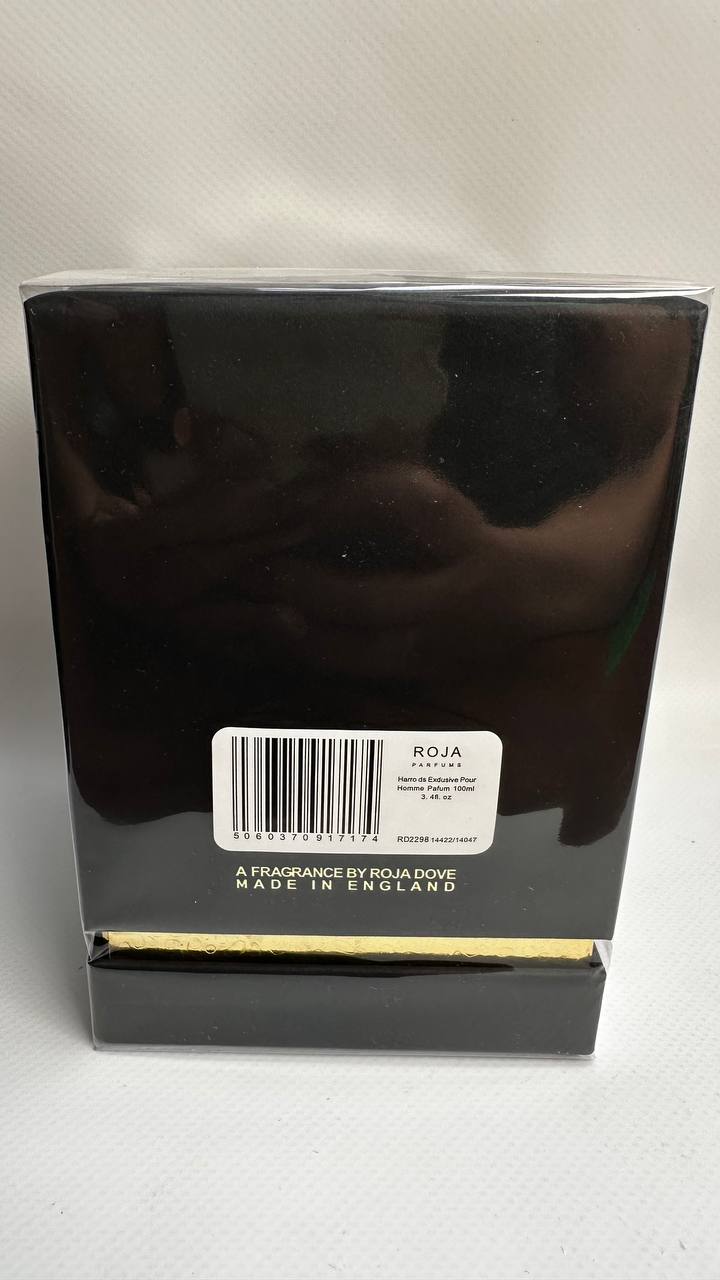 ROJA
PARFUMS
Harro ds Exdusive Pour
Homme Pafum 100ml
3. 4fl. oz
5060370917174
RD2298 14422/14047
A FRAGRANCE BY ROJA DOVE
MADE IN ENGLAND